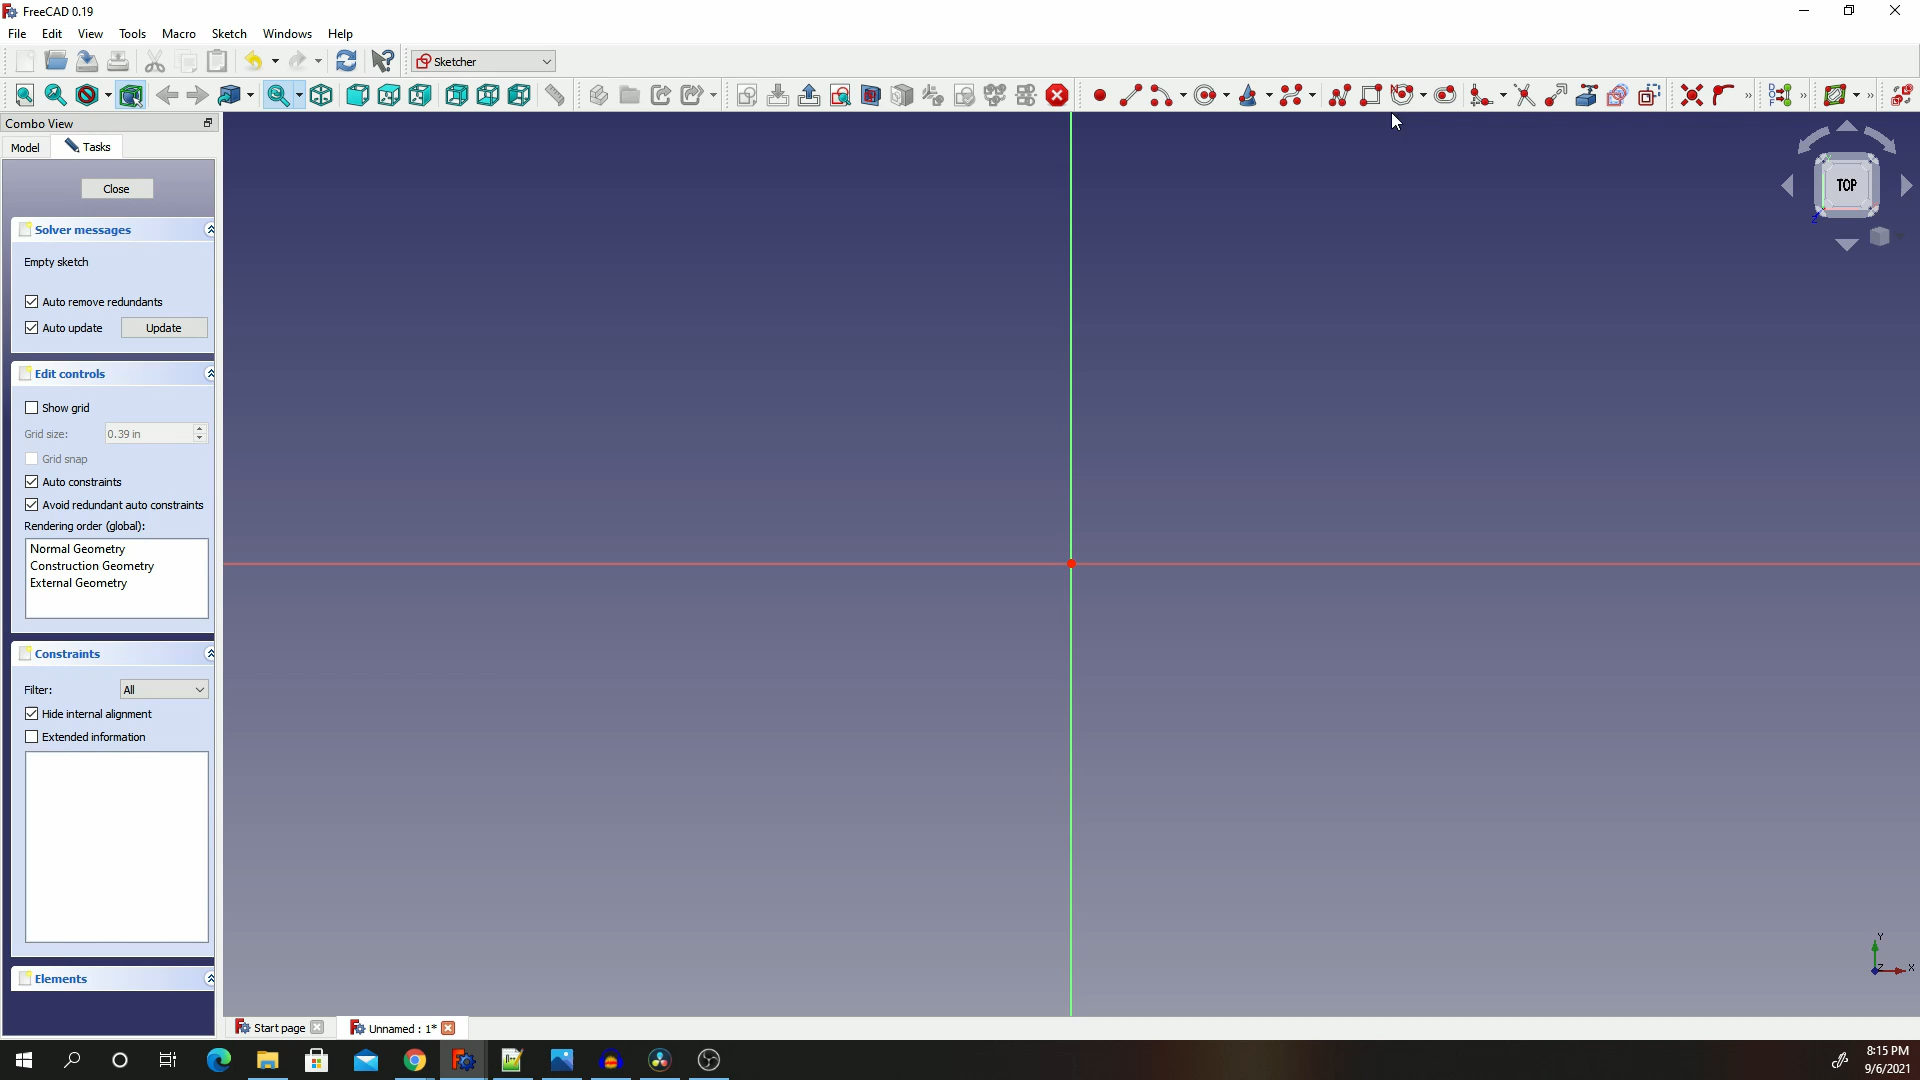 FreeCAD 0.19
File Edit View Tools Macro Sketch Windows Help
Sketcher
Combo View
Model Tasks
Close
Solver messages
Empty sketch
Auto remove redundants
Auto update Update
Edit controls
Show grid
Grid size: 0.39 in
Grid snap
Auto constraints
Avoid redundant auto constraints
Rendering order (global):
Normal Geometry
Construction Geometry
External Geometry
Constraints
Filter: All
Hide internal alignment
Extended information
Elements
TOP
Z
Y
Z X
Start page Unnamed : 1*
8:15 PM
9/6/2021